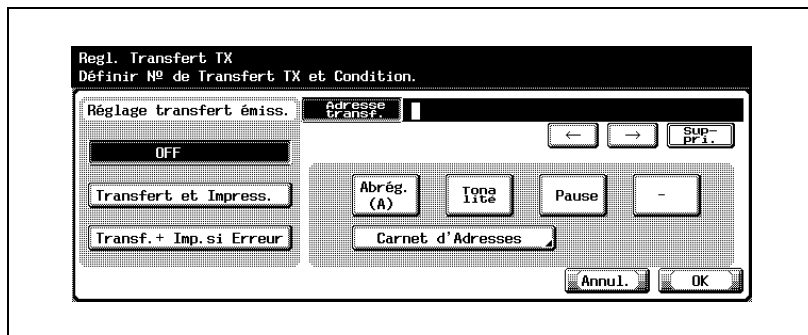 Regl. Transfert TX
Définir Nº de Transfert TX et Condition.
Réglage transfert émiss.
Adresse
transf.
← → Sup-
pri.
OFF
Transfert et Impress.
Transf.+ Imp.si Erreur
Abrég.
(A)
Tona
lité
Pause
-
Carnet d'Adresses
Annul.
OK